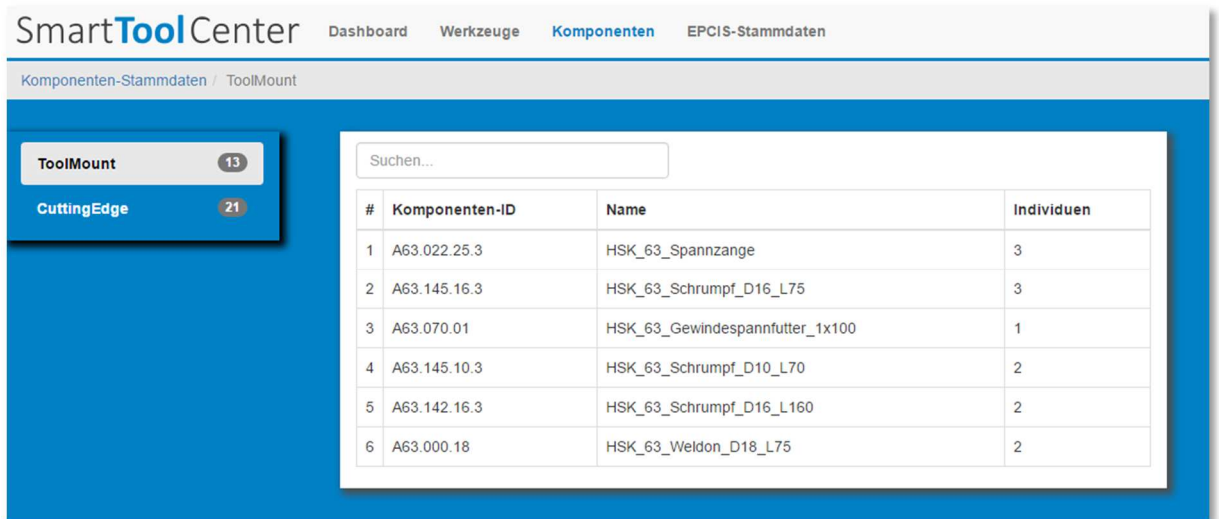 SmartToolCenter Dashboard Werkzeuge Komponenten EPCIS-Stammdaten
Komponenten-Stammdaten / ToolMount
ToolMount 13
CuttingEdge 21
Suchen...
# Komponenten-ID Name Individuen
1 A63.022.25.3 HSK_63_Spannzange 3
2 A63.145.16.3 HSK_63_Schrumpf_D16_L75 3
3 A63.070.01 HSK_63_Gewindespannfutter_1x100 1
4 A63.145.10.3 HSK_63_Schrumpf_D10_L70 2
5 A63.142.16.3 HSK_63_Schrumpf_D16_L160 2
6 A63.000.18 HSK_63_Weldon_D18_L75 2